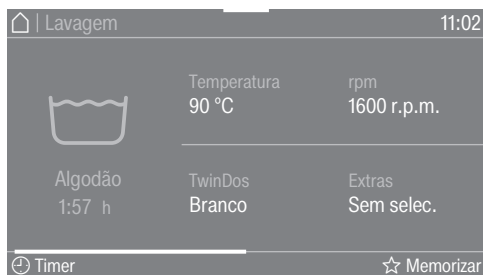 | Lavagem 11:02
Temperatura rpm
90 °C 1600 r.p.m.
Algodão TwinDos Extras
1:57 h Branco Sem selec.
Timer Memorizar